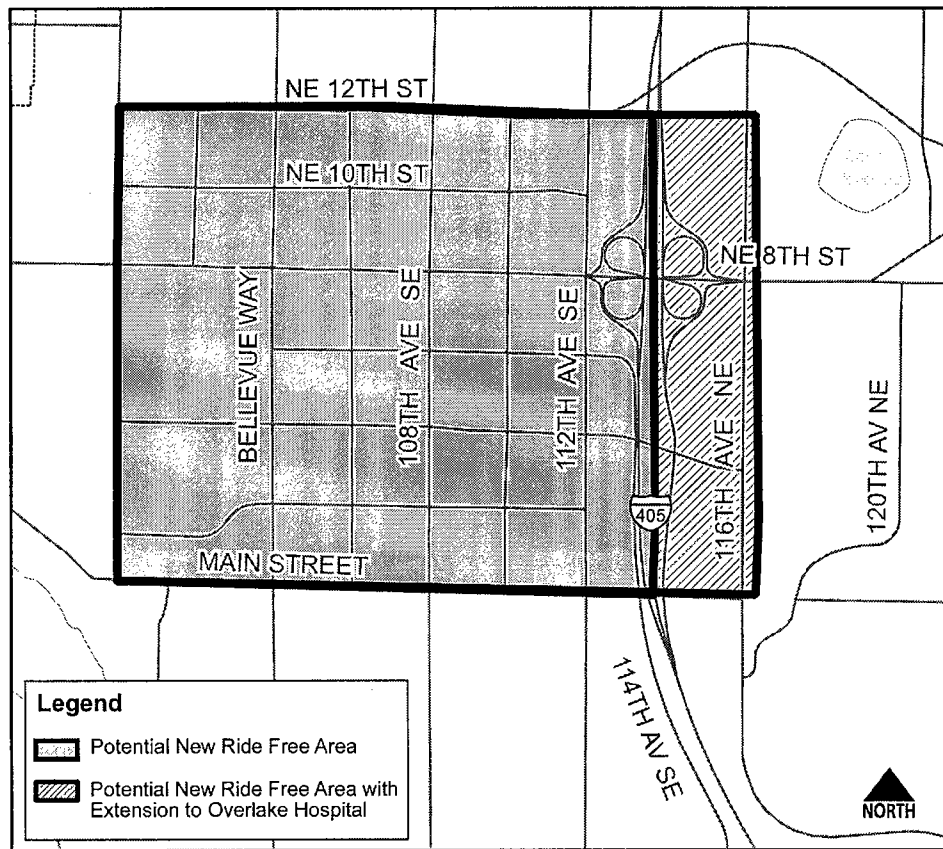 NE 12TH ST
NE 10TH ST
NE 8TH ST
BELLEVUE WAY
108TH AVE SE
112TH AVE SE
116TH AVE NE
120TH AV NE
405
MAIN STREET
114TH AV SE
Legend
Potential New Ride Free Area
Potential New Ride Free Area with
Extension to Overlake Hospital
NORTH